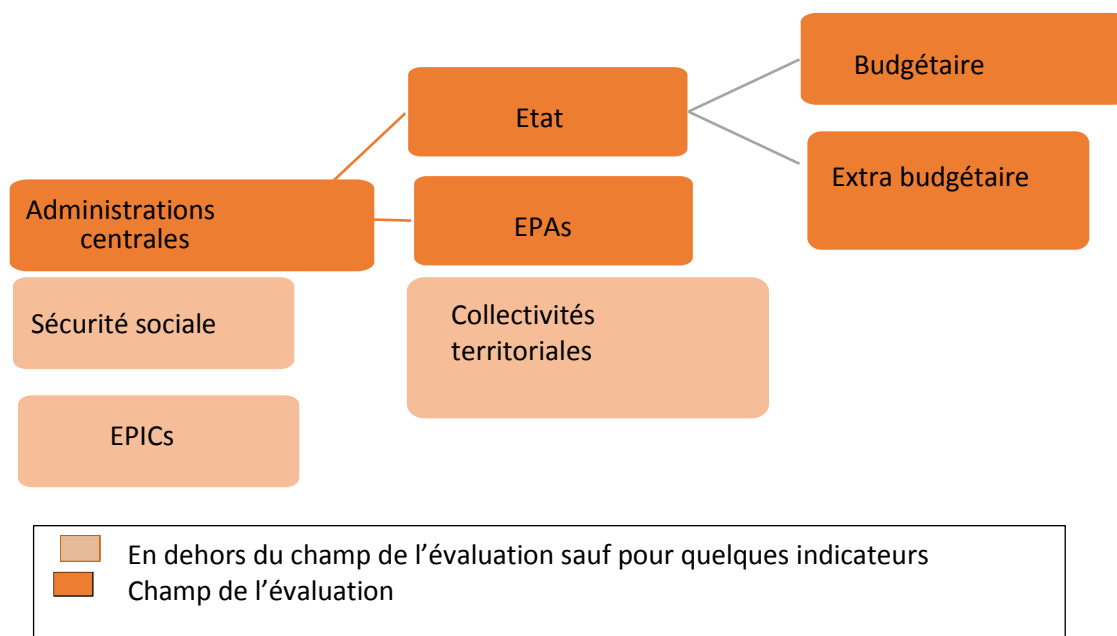 Budgétaire
Etat
Extra budgétaire
Administrations
centrales
EPAs
Sécurité sociale
Collectivités
territoriales
EPICs
En dehors du champ de l’évaluation sauf pour quelques indicateurs
Champ de l’évaluation